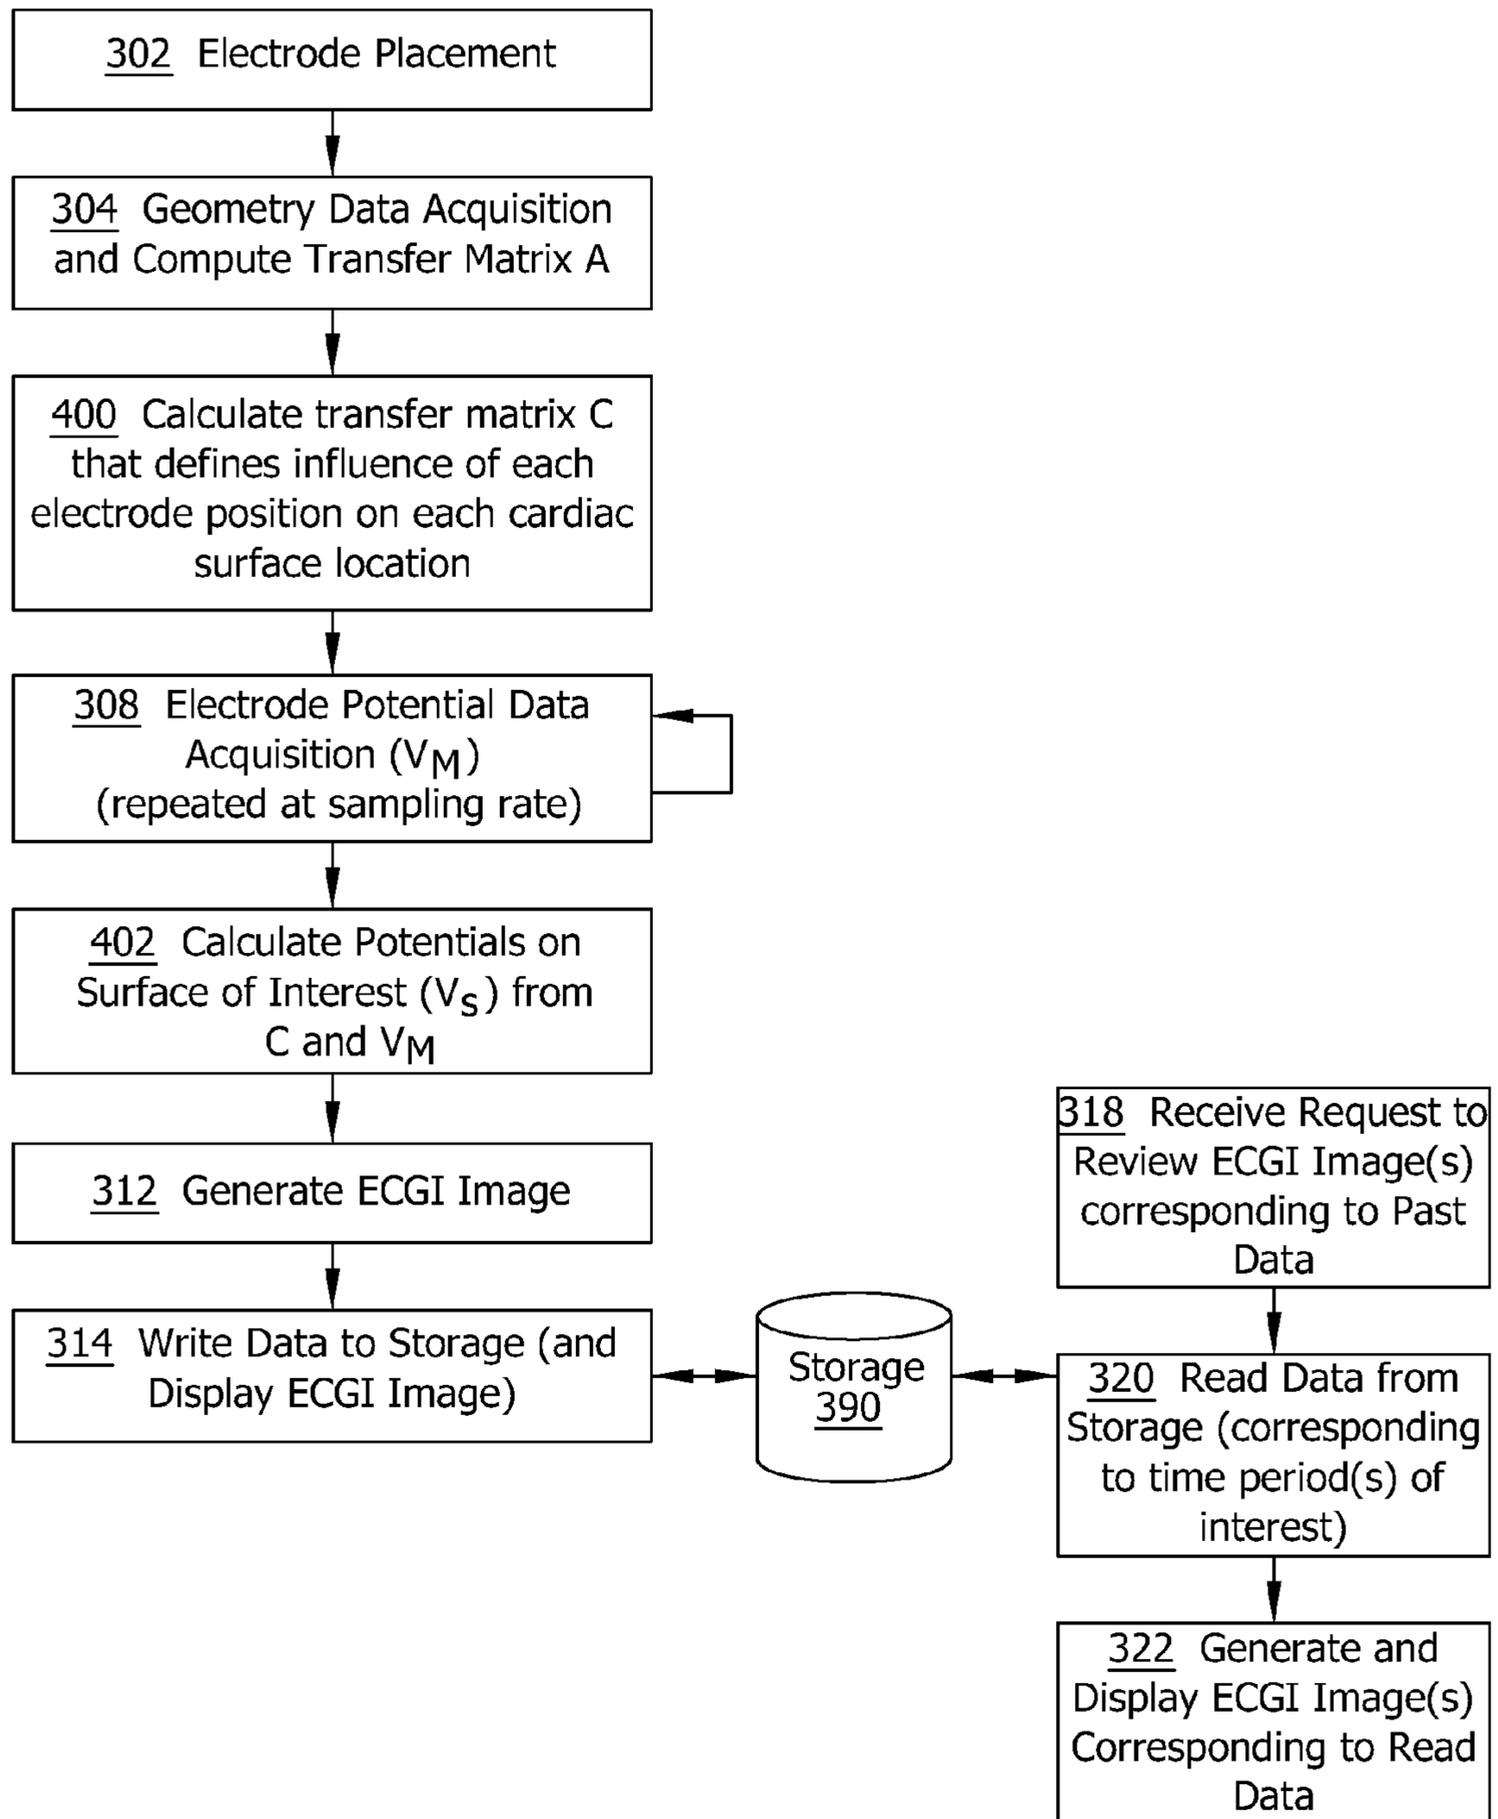 302 Electrode Placement
304 Geometry Data Acquisition
and Compute Transfer Matrix A
400 Calculate transfer matrix C
that defines influence of each
electrode position on each cardiac
surface location
308 Electrode Potential Data
Acquisition (VM)
(repeated at sampling rate)
402 Calculate Potentials on
Surface of Interest (VS) from
C and VM
312 Generate ECGI Image
314 Write Data to Storage (and
Display ECGI Image)
Storage
390
318 Receive Request to
Review ECGI Image(s)
corresponding to Past
Data
320 Read Data from
Storage (corresponding
to time period(s) of
interest)
322 Generate and
Display ECGI Image(s)
Corresponding to Read
Data